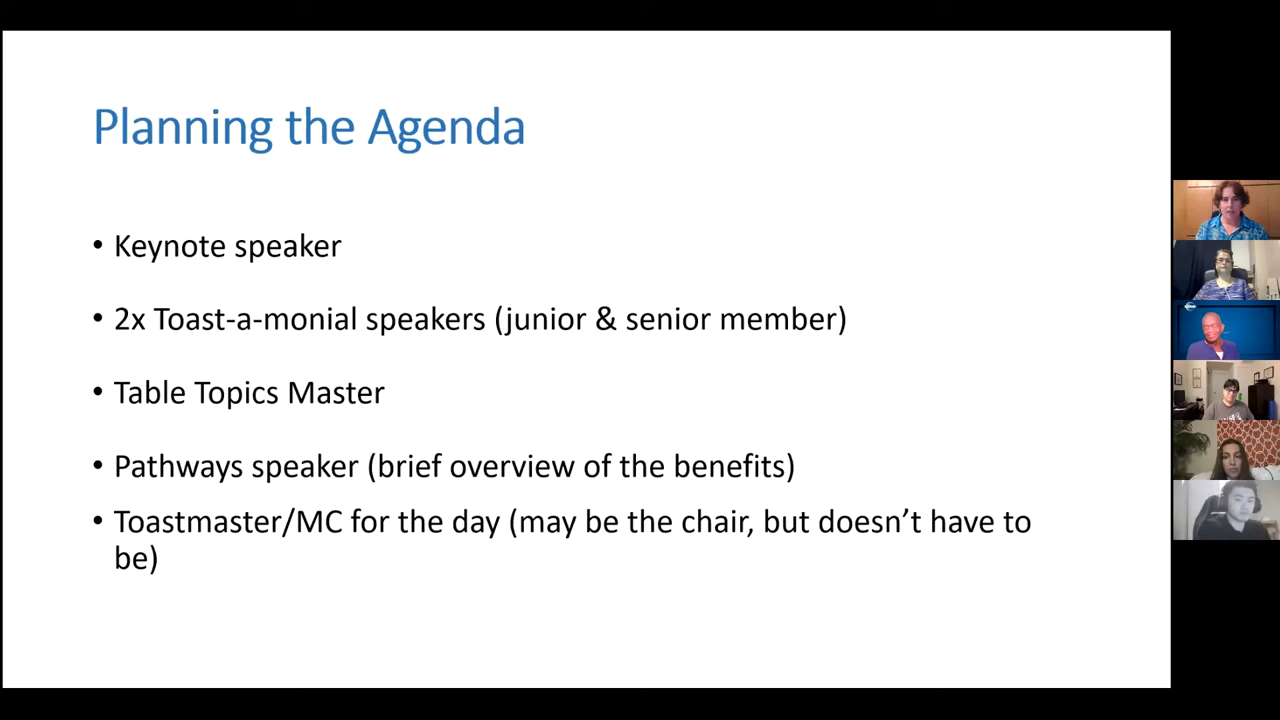 Planning the Agenda
• Keynote speaker
• 2x Toast-a-monial speakers (junior & senior member)
• Table Topics Master
• Pathways speaker (brief overview of the benefits)
• Toastmaster/MC for the day (may be the chair, but doesn’t have to
be)